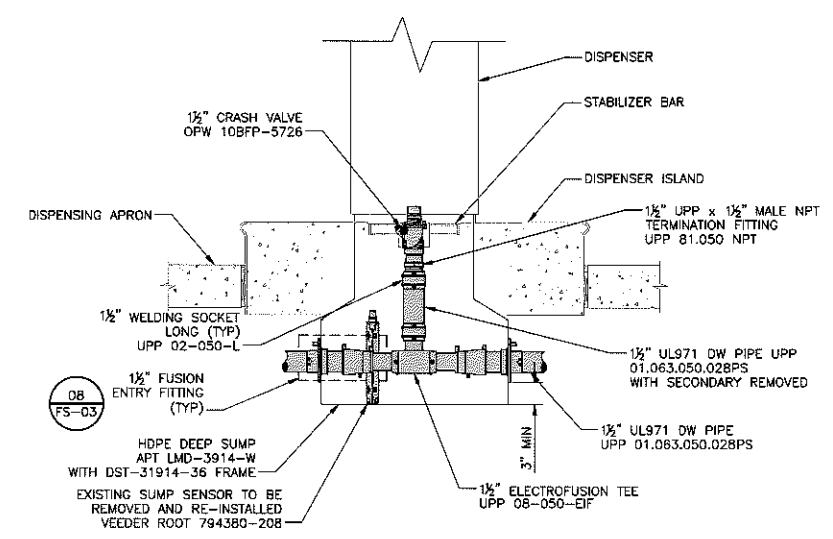 DISPENSER
STABILIZER BAR
1½" CRASH VALVE
OPW 10BFP-5726
DISPENSER ISLAND
DISPENSING APRON
1½" UPP x 1½" MALE NPT
TERMINATION FITTING
UPP 81.050 NPT
1½" WELDING SOCKET
LONG (TYP)
UPP 02-050-L
1½" UL971 DW PIPE UPP
01.063.050.028PS
WITH SECONDARY REMOVED
1½" FUSION
ENTRY FITTING
(TYP)
08
FS-03
1½" UL971 DW PIPE
UPP 01.063.050.028PS
3" MIN
HDPE DEEP SUMP
APT LMD-3914-W
WITH DST-31914-36 FRAME
1½" ELECTROFUSION TEE
UPP 08-050-EIF
EXISTING SUMP SENSOR TO BE
REMOVED AND RE-INSTALLED
VEEDER ROOT 794380-208